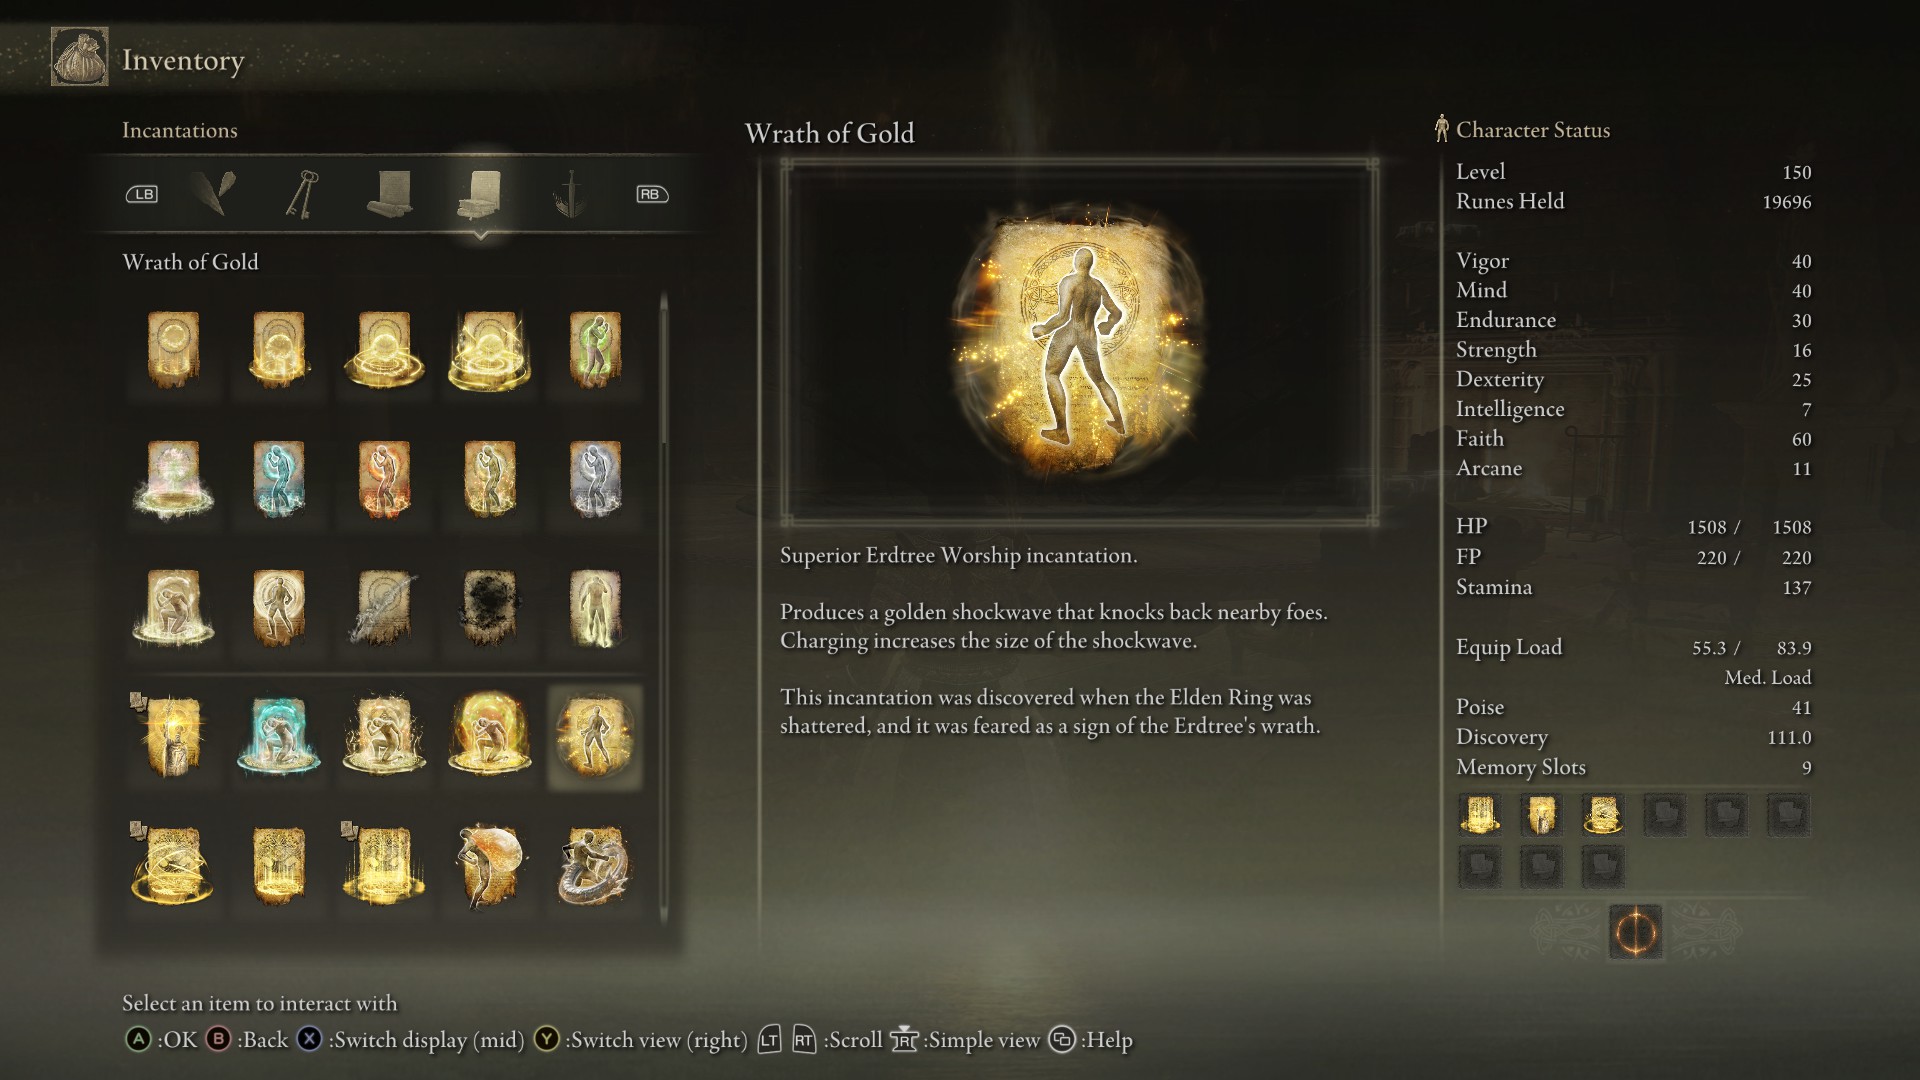 Inventory
Incantations
LB
RB
Wrath of Gold
Wrath of Gold
Superior Erdtree Worship incantation.
Produces a golden shockwave that knocks back nearby foes.
Charging increases the size of the shockwave.
This incantation was discovered when the Elden Ring was
shattered, and it was feared as a sign of the Erdtree's wrath.
Character Status
Level 150
Runes Held 19696
Vigor 40
Mind 40
Endurance 30
Strength 16
Dexterity 25
Intelligence 7
Faith 60
Arcane 11
HP 1508 / 1508
FP 220 / 220
Stamina 137
Equip Load 55.3 / 83.9
Med. Load
Poise 41
Discovery 111.0
Memory Slots 9
Select an item to interact with
A :OK B :Back X :Switch display (mid) Y :Switch view (right) LT RT :Scroll R :Simple view :Help